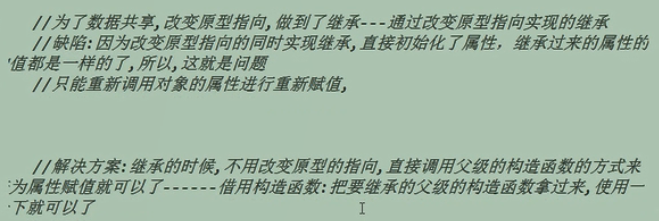 //为了数据共享,改变原型指向,做到了继承---通过改变原型指向实现的继承
//缺陷:因为改变原型指向的同时实现继承,直接初始化了属性，继承过来的属性的
值都是一样的了,所以,这就是问题
//只能重新调用对象的属性进行重新赋值,
//解决方案:继承的时候,不用改变原型的指向,直接调用父级的构造函数的方式来
为属性赋值就可以了------借用构造函数:把要继承的父级的构造函数拿过来,使用一
下就可以了